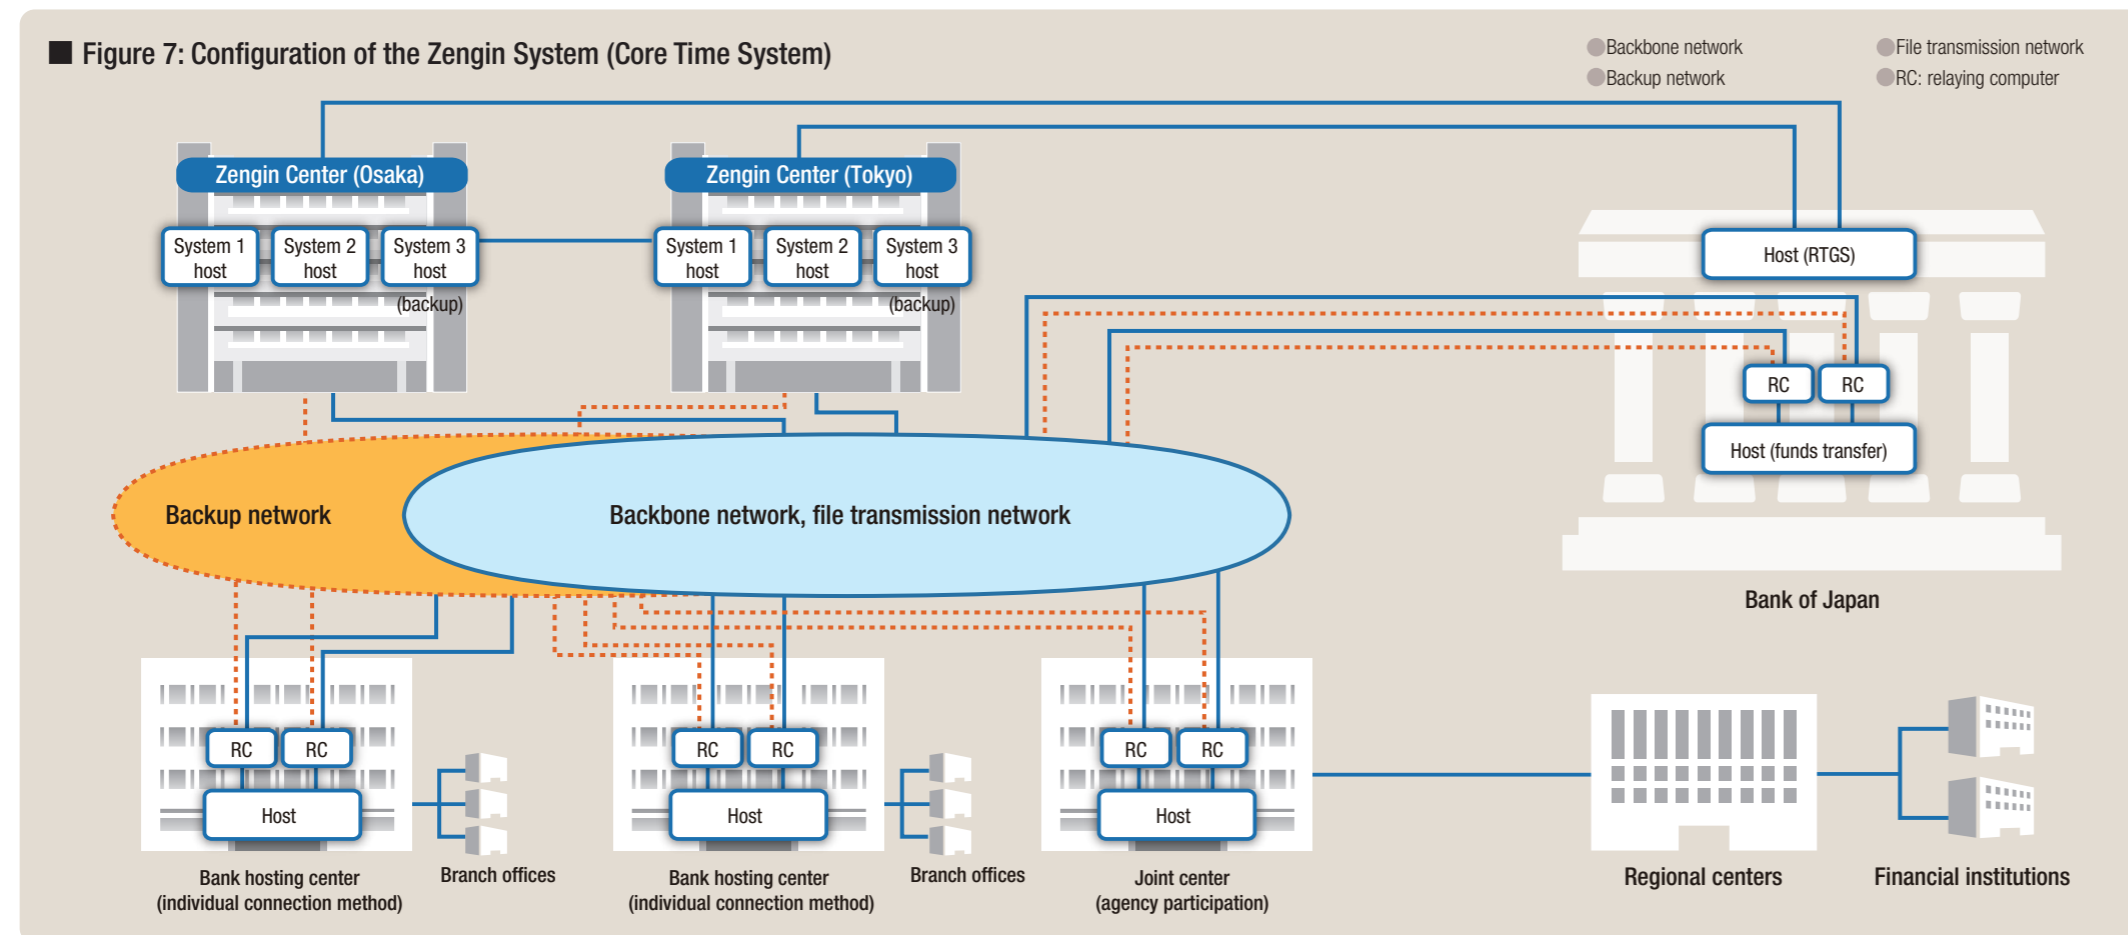 ■ Figure 7: Configuration of the Zengin System (Core Time System)
●Backbone network
●File transmission network
●Backup network
●RC: relaying computer
Zengin Center (Osaka)
Zengin Center (Tokyo)
System 1
host
System 2
host
System 3
host
(backup)
System 1
host
System 2
host
System 3
host
(backup)
Host (RTGS)
RC
RC
Host (funds transfer)
Bank of Japan
Backup network
Backbone network, file transmission network
RC
RC
Host
Bank hosting center
(individual connection method)
Branch offices
RC
RC
Host
Bank hosting center
(individual connection method)
Branch offices
RC
RC
Host
Joint center
(agency participation)
Regional centers
Financial institutions